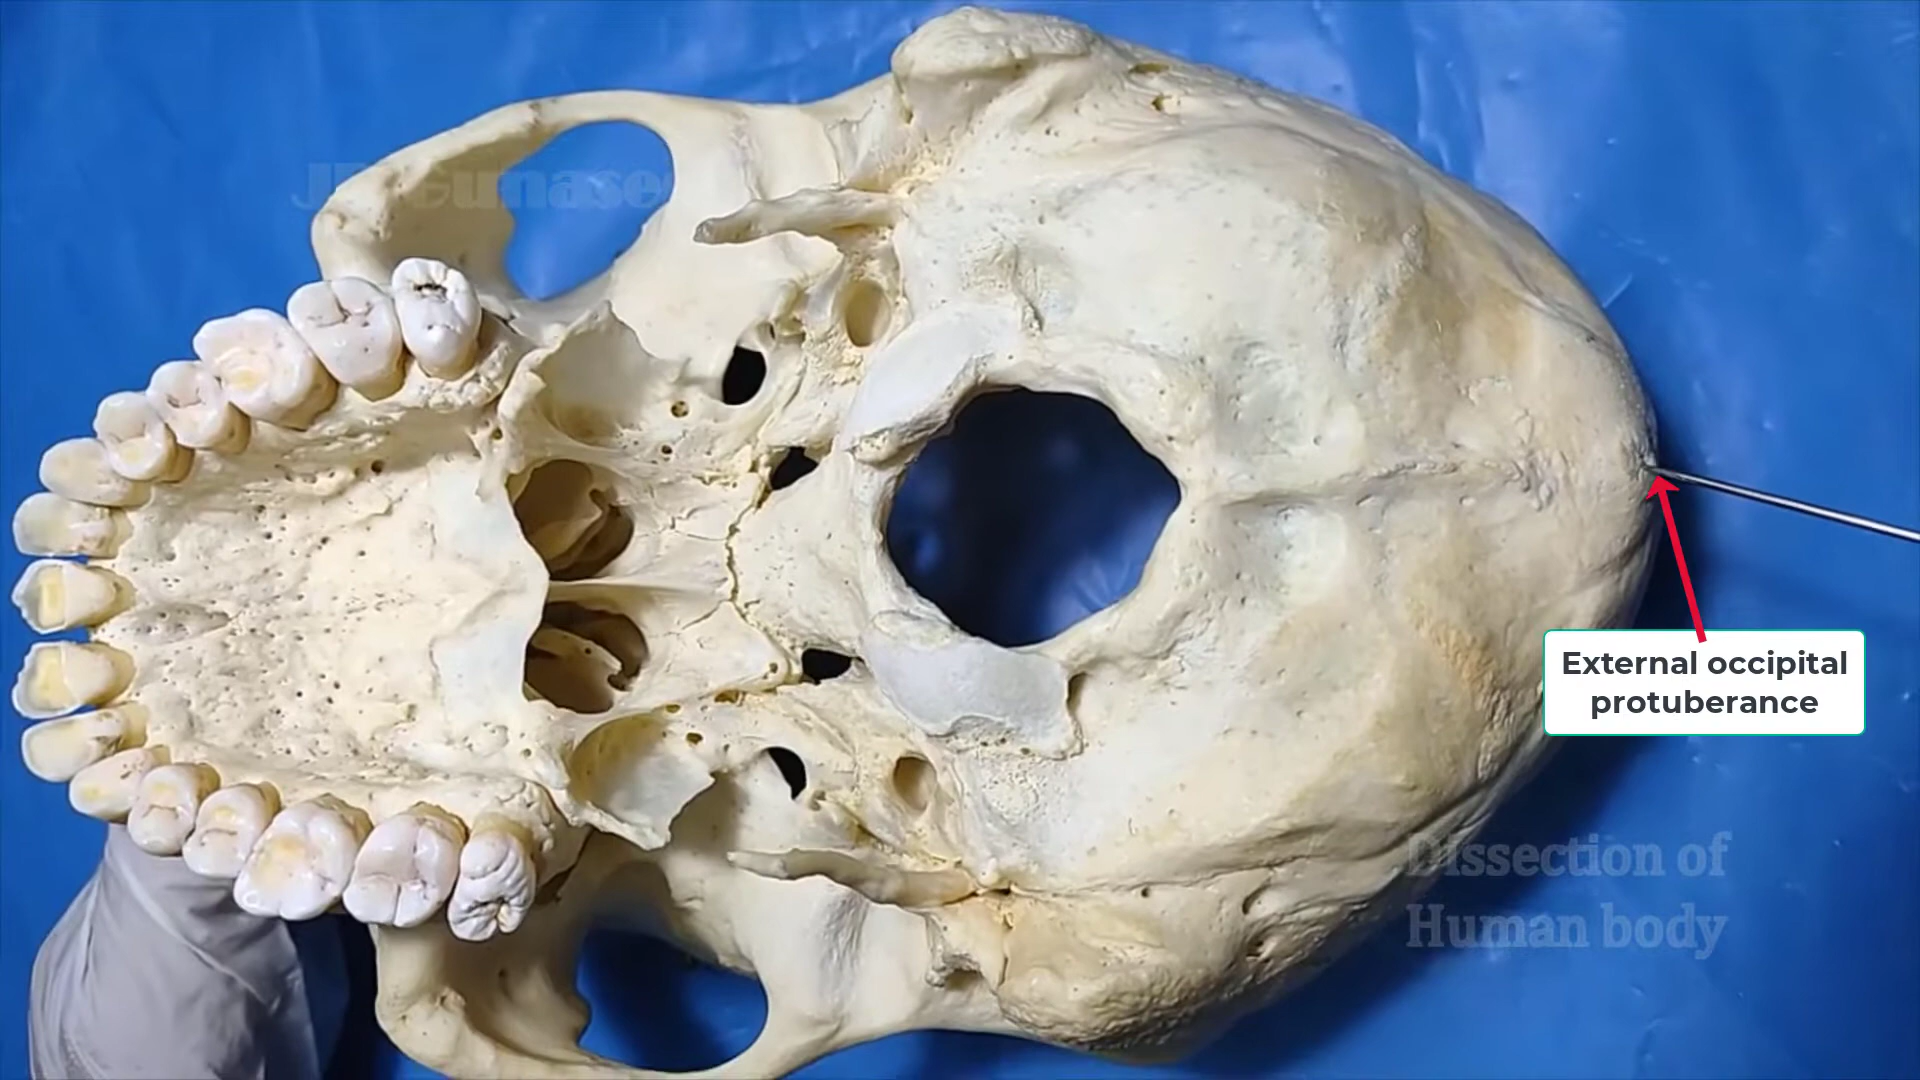 External occipital
protuberance
Dissection of
Human body